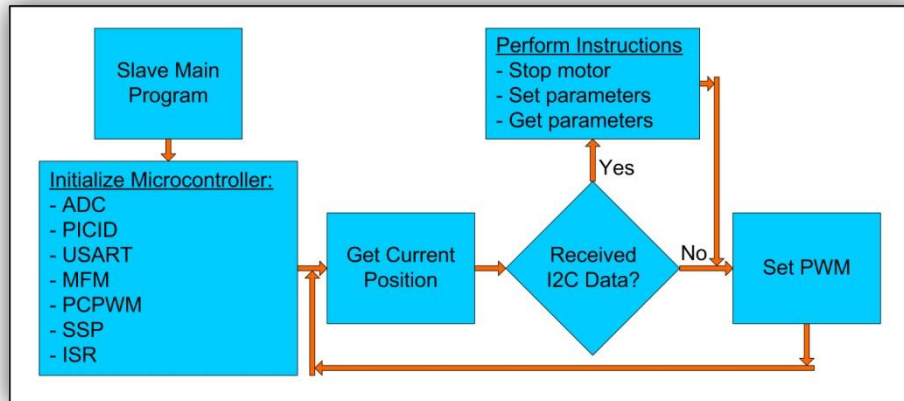 Slave Main
Program
Initialize Microcontroller:
- ADC
- PICID
- USART
- MFM
- PCPWM
- SSP
- ISR
Get Current
Position
Received
I2C Data?
Yes
Perform Instructions
- Stop motor
- Set parameters
- Get parameters
No
Set PWM